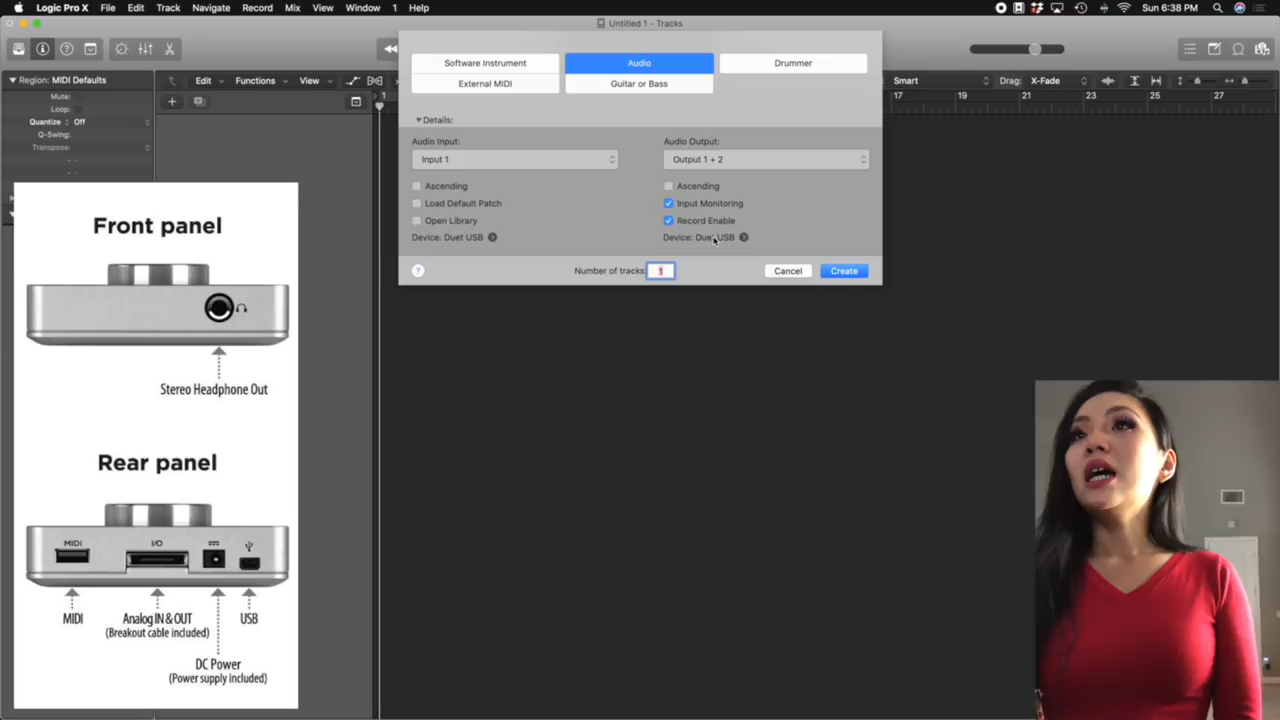 Logic Pro X File Edit Track Navigate Record Mix View Window 1 Help
Sun 6:38 PM
Untitled 1 - Tracks
Region: MIDI Defaults
Mute:
Loop:
Quantize Off
Q-Swing:
Transpose:
Edit Functions View
1
Smart
Drag: X-Fade
17 19 21 23 25 27
Software Instrument
Audio
Drummer
External MIDI
Guitar or Bass
Details:
Audio Input:
Input 1
Ascending
Load Default Patch
Open Library
Device: Duet USB
Audio Output:
Output 1 + 2
Ascending
Input Monitoring
Record Enable
Device: Duet USB
?
Number of tracks: 1
Cancel
Create
Front panel
Stereo Headphone Out
Rear panel
MIDI
I/O
MIDI
Analog IN & OUT
(Breakout cable included)
USB
DC Power
(Power supply included)